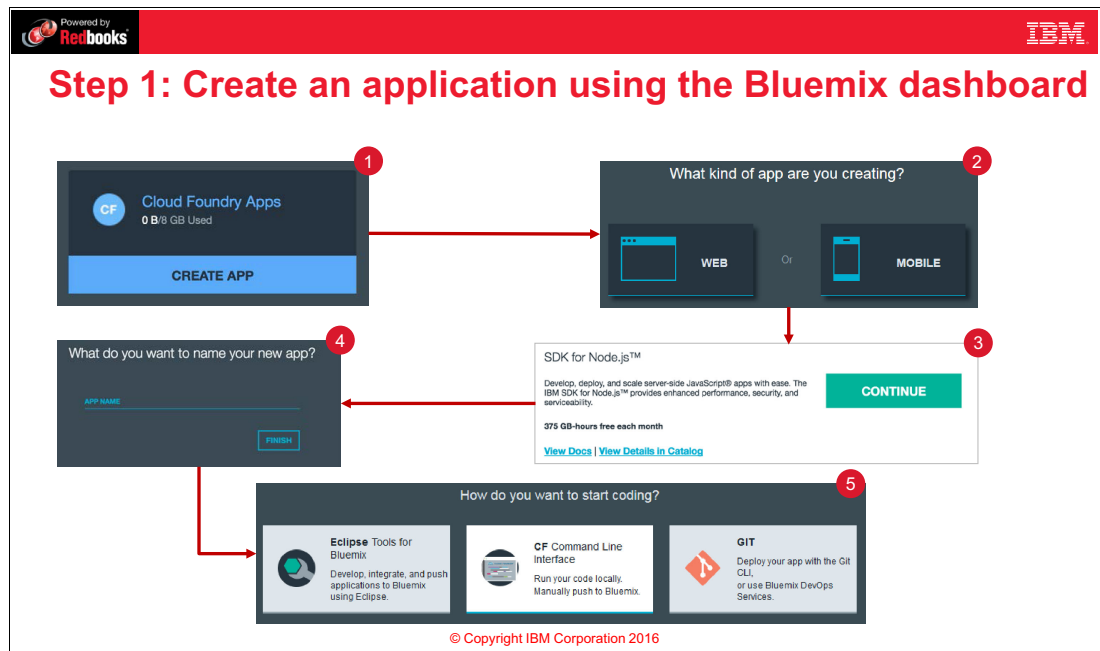 Powered by
Redbooks
IBM.
Step 1: Create an application using the Bluemix dashboard
1
CF
Cloud Foundry Apps
0 B/8 GB Used
CREATE APP
2
What kind of app are you creating?
WEB
Or
MOBILE
3
SDK for Node.js™
Develop, deploy, and scale server-side JavaScript® apps with ease. The
IBM SDK for Node.js™ provides enhanced performance, security, and
serviceability.
375 GB-hours free each month
View Docs | View Details in Catalog
CONTINUE
4
What do you want to name your new app?
APP NAME
FINISH
5
How do you want to start coding?
Eclipse Tools for
Bluemix
Develop, integrate, and push
applications to Bluemix
using Eclipse.
CF Command Line
Interface
Run your code locally.
Manually push to Bluemix.
GIT
Deploy your app with the Git
CLI,
or use Bluemix DevOps
Services.
© Copyright IBM Corporation 2016